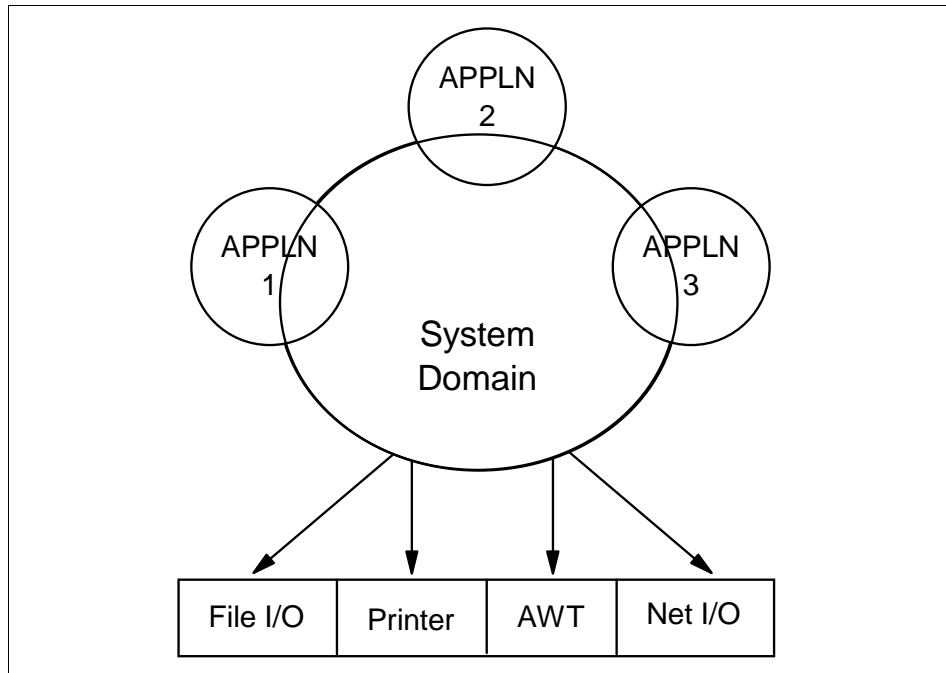 APPLN
2
APPLN
1
APPLN
3
System
Domain
File I/O
Printer
AWT
Net I/O